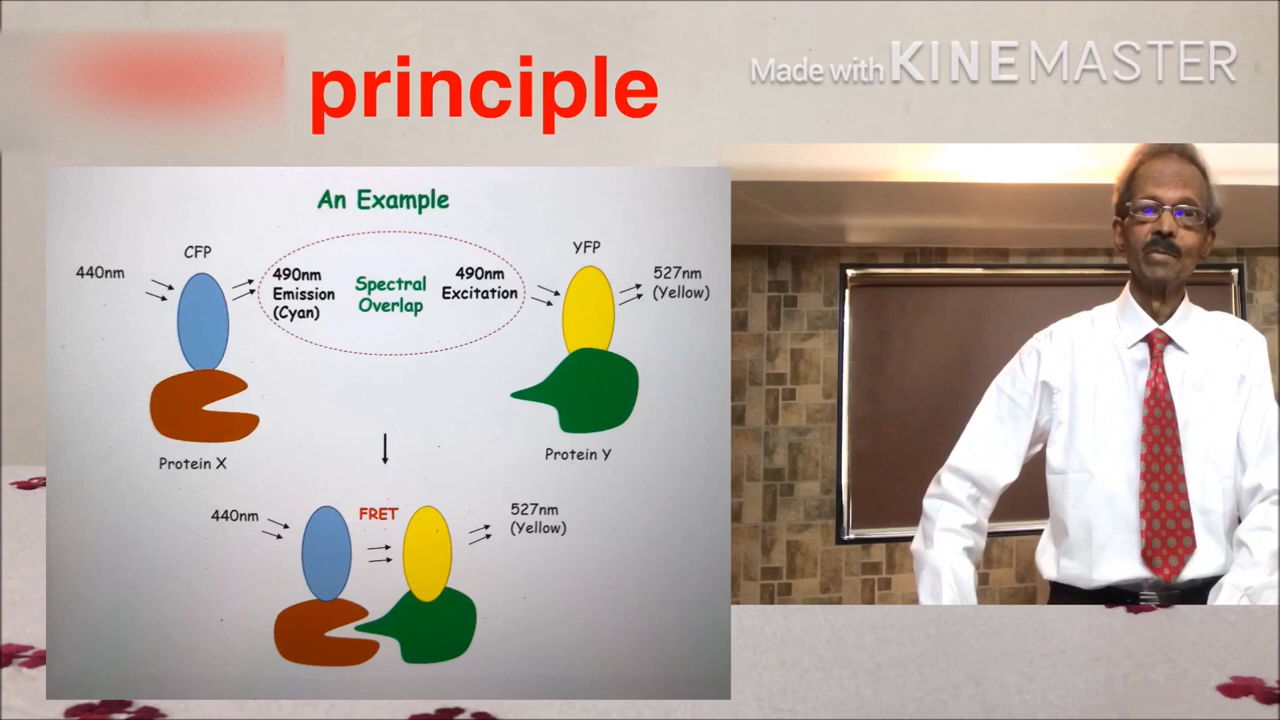 principle
Made with KINEMASTER
An Example
CFP
YFP
440nm
490nm
Emission
(Cyan)
Spectral
Overlap
490nm
Excitation
527nm
(Yellow)
Protein X
Protein Y
440nm
FRET
527nm
(Yellow)